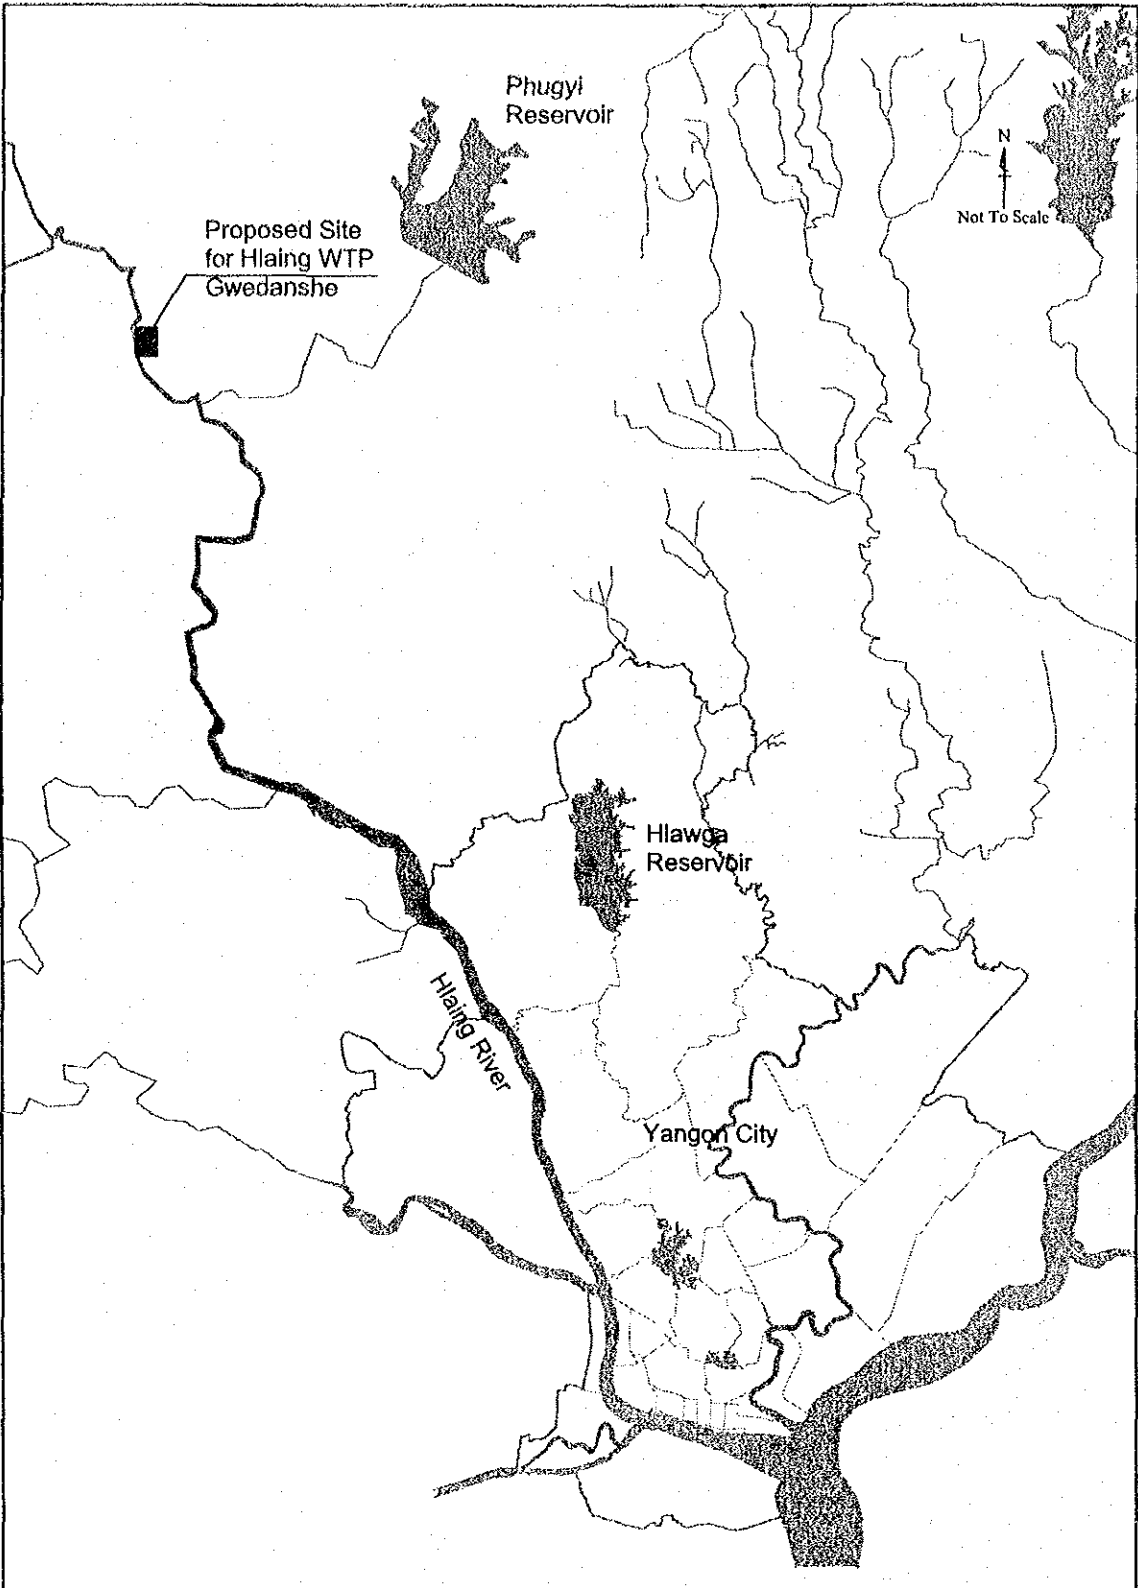 Phugyi
Reservoir
N
Not To Scale
Proposed Site
for Hlaing WTP
Gwedanshe
Hlawga
Reservoir
Hlaing River
Yangon City